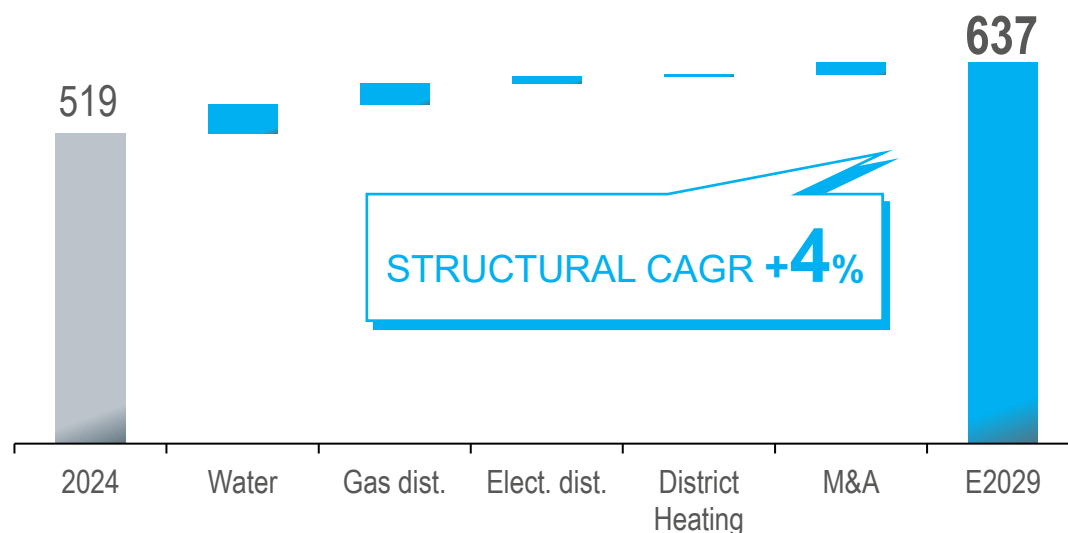 637
519
STRUCTURAL CAGR +4%
2024
Water
Gas dist.
Elect. dist.
District
Heating
M&A
E2029